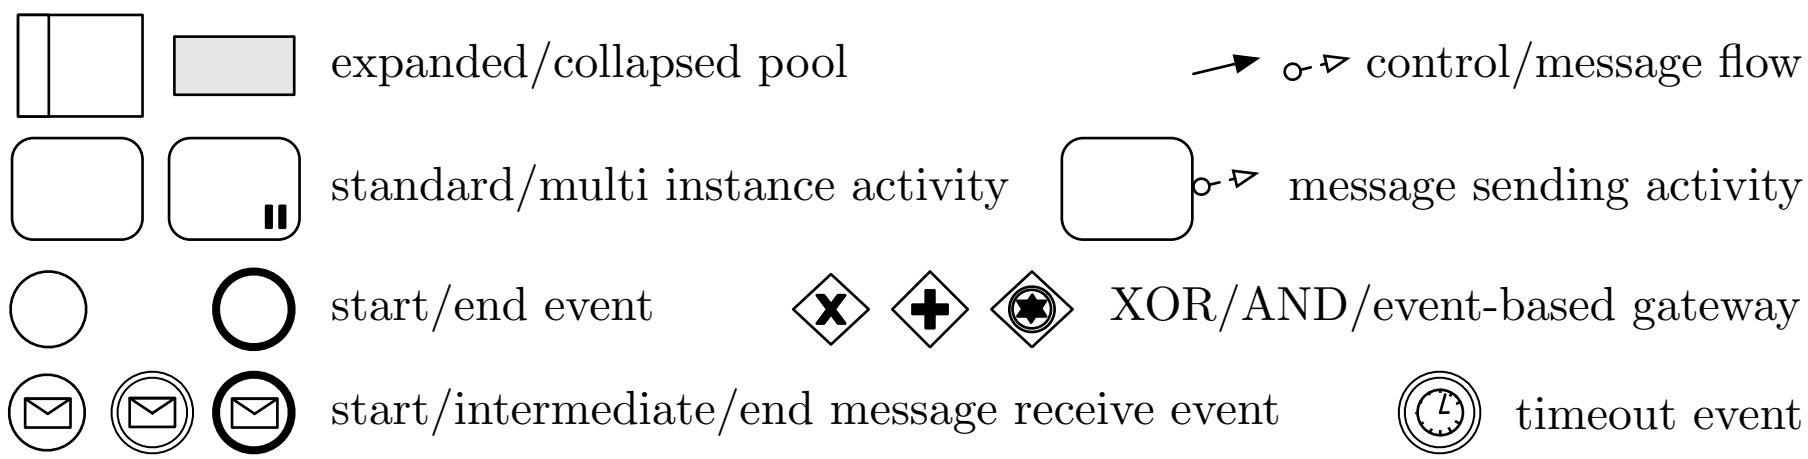 expanded/collapsed pool
control/message flow
standard/multi instance activity
message sending activity
start/end event
XOR/AND/event-based gateway
start/intermediate/end message receive event
timeout event